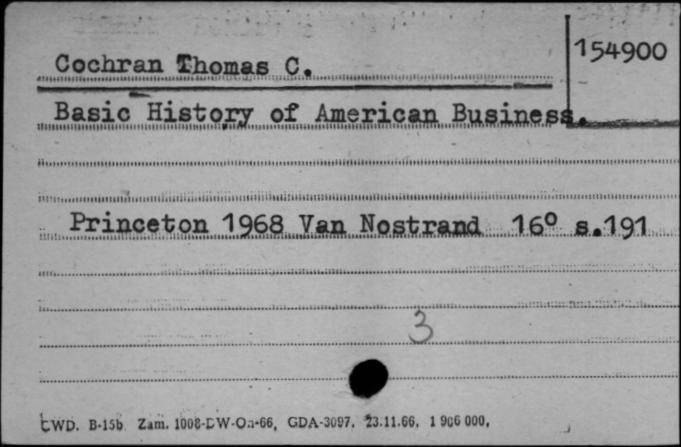 Cochran Thomas C.
154900
Basic History of American Business.
Princeton 1968 Van Nostrand 16° s.191
3
CWD. B-15b Zam. 1008-DW-On-66, GDA-3097, 23.11.66, 1 906 000,